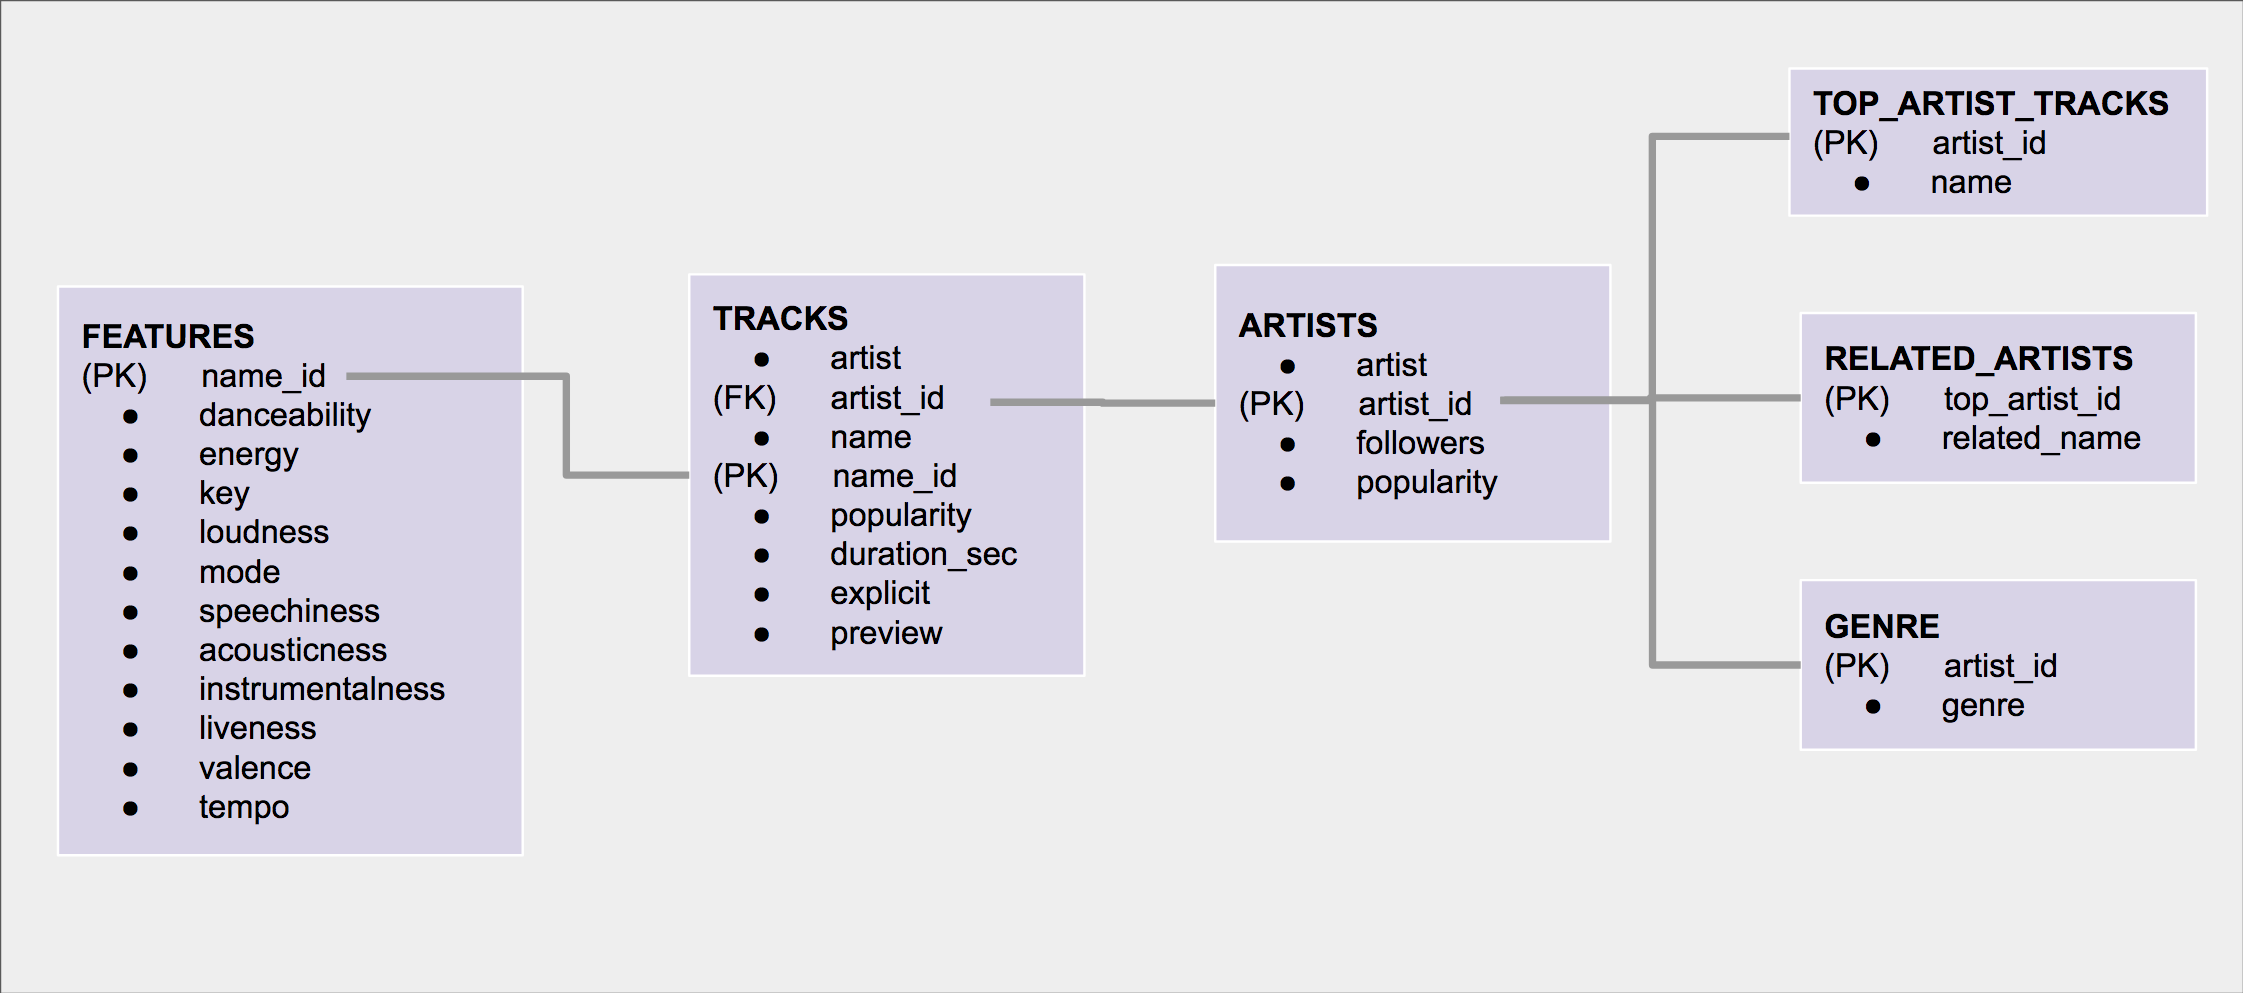 FEATURES
(PK) name_id
● danceability
● energy
● key
● loudness
● mode
● speechiness
● acousticness
● instrumentalness
● liveness
● valence
● tempo
TRACKS
● artist
(FK) artist_id
● name
(PK) name_id
● popularity
● duration_sec
● explicit
● preview
ARTISTS
● artist
(PK) artist_id
● followers
● popularity
TOP_ARTIST_TRACKS
(PK) artist_id
● name
RELATED_ARTISTS
(PK) top_artist_id
● related_name
GENRE
(PK) artist_id
● genre